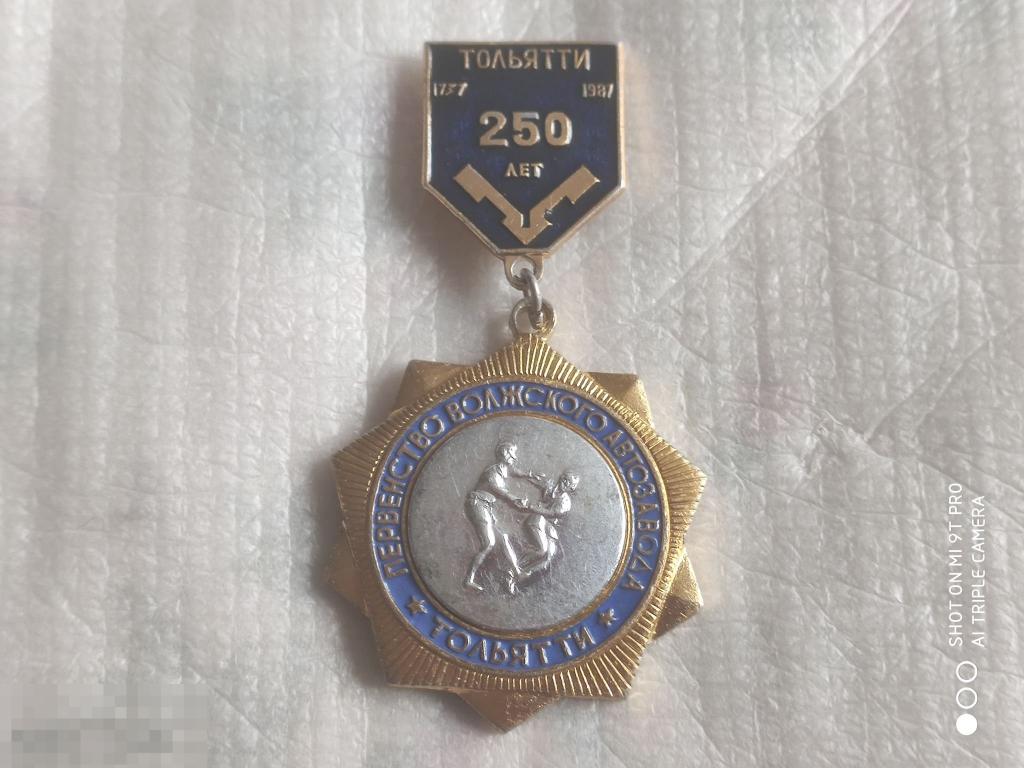 ТОЛЬЯТТИ
1737 1987
250
ЛЕТ
ПЕРВЕНСТВО ВОЛЖСКОГО АВТОЗАВОДА
ТОЛЬЯТТИ
SHOT ON MI 9T PRO
AI TRIPLE CAMERA